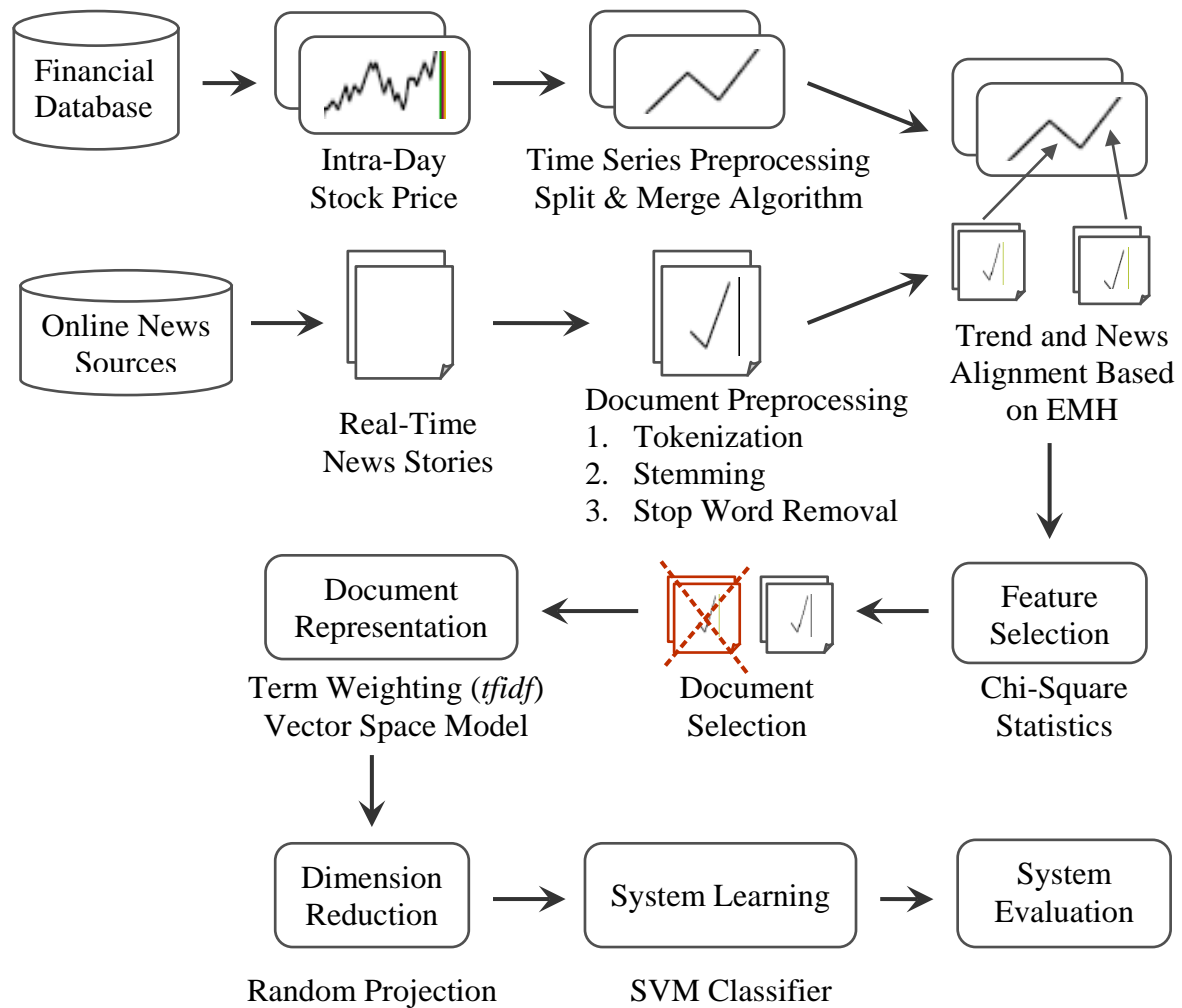 Financial
Database
Intra-Day
Stock Price
Time Series Preprocessing
Split & Merge Algorithm
Online News
Sources
Real-Time
News Stories
Document Preprocessing
1. Tokenization
2. Stemming
3. Stop Word Removal
Trend and News
Alignment Based
on EMH
Feature
Selection
Chi-Square
Statistics
Document
Selection
Document
Representation
Term Weighting (tfidf)
Vector Space Model
Dimension
Reduction
Random Projection
System Learning
SVM Classifier
System
Evaluation